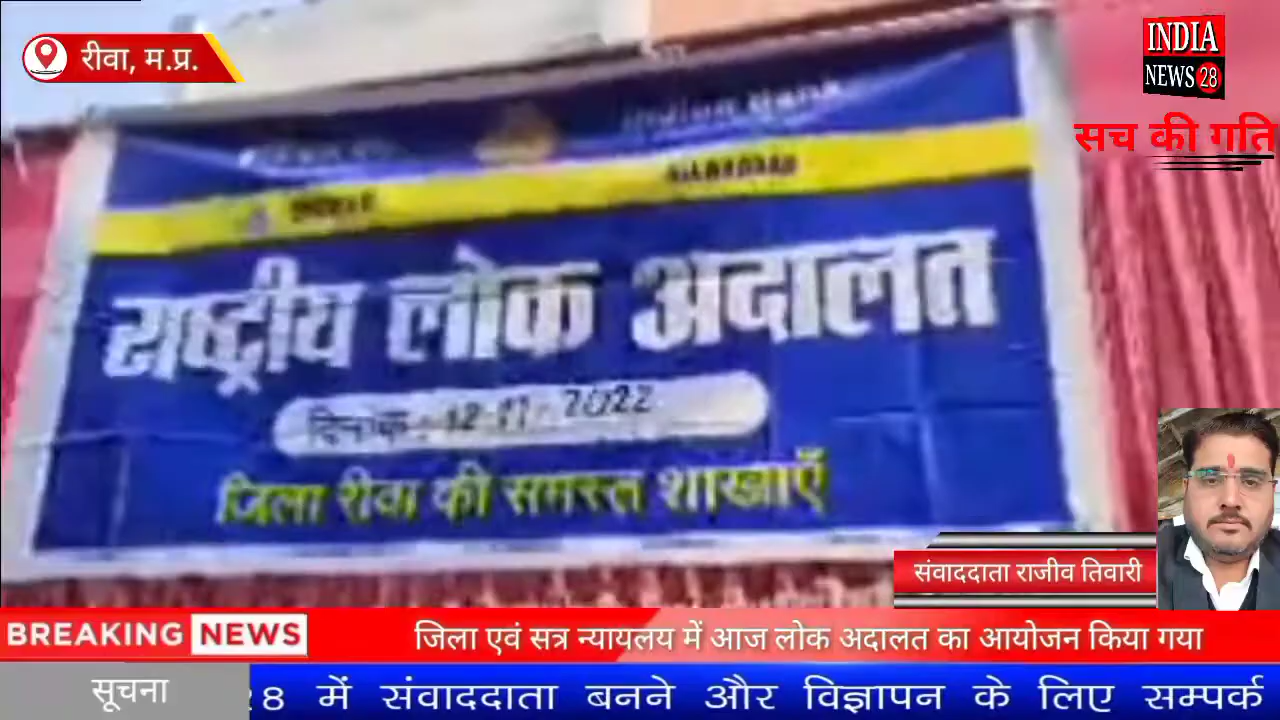 रीवा, म.प्र.
INDIA
NEWS 28
सच की गति
राष्ट्रीय लोक अदालत
दिनांक : 12-11-2022
जिला रीवा की समस्त शाखाएँ
संवाददाता राजीव तिवारी
BREAKING NEWS
जिला एवं सत्र न्यायलय में आज लोक अदालत का आयोजन किया गया
सूचना
28 में संवाददाता बनने और विज्ञापन के लिए सम्पर्क